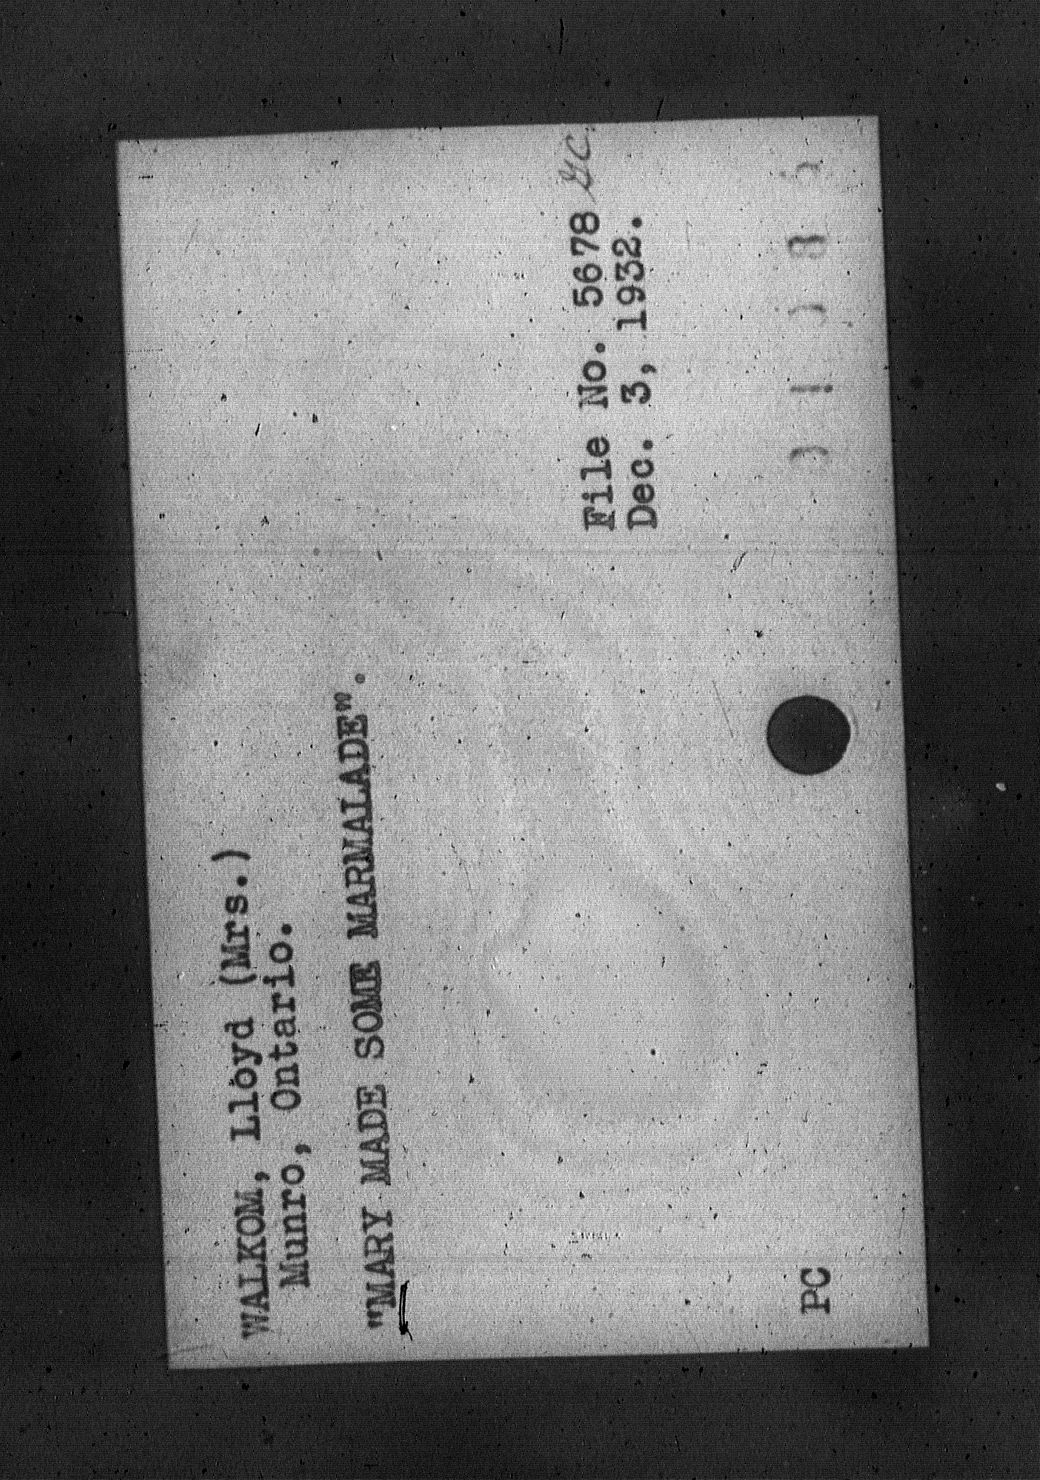 WALKOM, Lloyd (Mrs.)
Munro, Ontario.
"MARY MADE SOME MARMALADE".
File No. 5678
Dec. 3, 1932.
PC